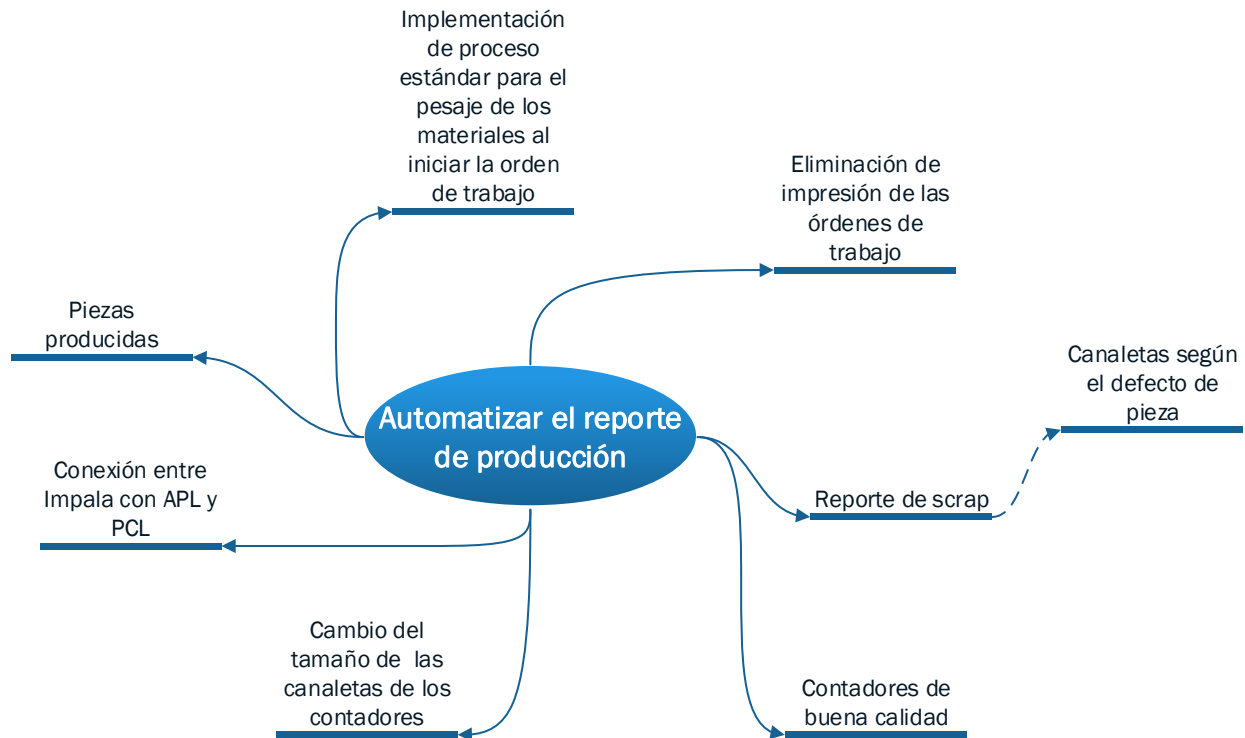 Implementación
de proceso
estándar para el
pesaje de los
materiales al
iniciar la orden
de trabajo
Eliminación de
impresión de las
órdenes de
trabajo
Piezas
producidas
Canaletas según
el defecto de
pieza
Automatizar el reporte
de producción
Conexión entre
Impala con APL y
PCL
Reporte de scrap
Cambio del
tamaño de  las
canaletas de los
contadores
Contadores de
buena calidad